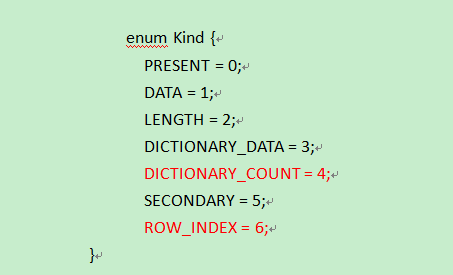 enum Kind {
PRESENT = 0;
DATA = 1;
LENGTH = 2;
DICTIONARY_DATA = 3;
DICTIONARY_COUNT = 4;
SECONDARY = 5;
ROW_INDEX = 6;
}